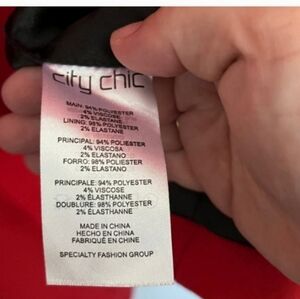 city chic
MAIN: 94% POLYESTER
4% VISCOSE
2% ELASTANE
LINING: 98% POLYESTER
2% ELASTANE
PRINCIPAL: 94% POLIESTER
4% VISCOSA
2% ELASTANO
FORRO: 98% POLIESTER
2% ELASTANO
PRINCIPALE: 94% POLYESTER
4% VISCOSE
2% ÉLASTHANNE
DOUBLURE: 98% POLYESTER
2% ÉLASTHANNE
MADE IN CHINA
HECHO EN CHINA
FABRIQUÉ EN CHINE
SPECIALTY FASHION GROUP